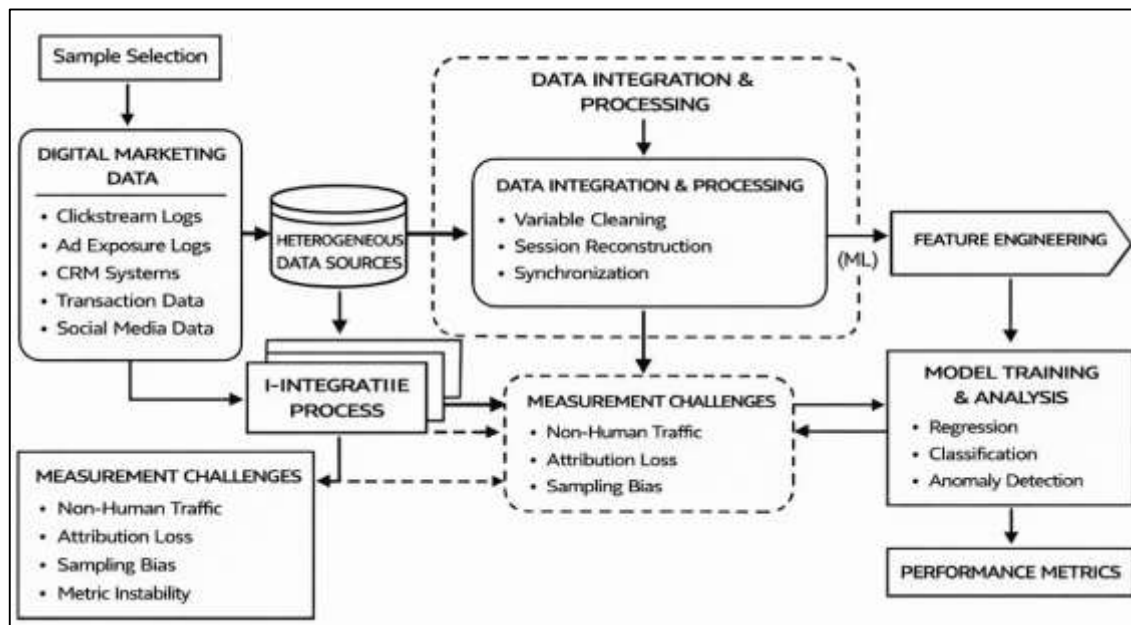 Sample Selection
DIGITAL MARKETING
DATA
• Clickstream Logs
• Ad Exposure Logs
• CRM Systems
• Transaction Data
• Social Media Data
HETEROGENEOUS
DATA SOURCES
DATA INTEGRATION &
PROCESSING
DATA INTEGRATION & PROCESSING
• Variable Cleaning
• Session Reconstruction
• Synchronization
(ML)
FEATURE ENGINEERING
I-INTEGRATIIE
PROCESS
MEASUREMENT CHALLENGES
• Non-Human Traffic
• Attribution Loss
• Sampling Bias
MODEL TRAINING
& ANALYSIS
• Regression
• Classification
• Anomaly Detection
MEASUREMENT CHALLENGES
• Non-Human Traffic
• Attribution Loss
• Sampling Bias
• Metric Instability
PERFORMANCE METRICS